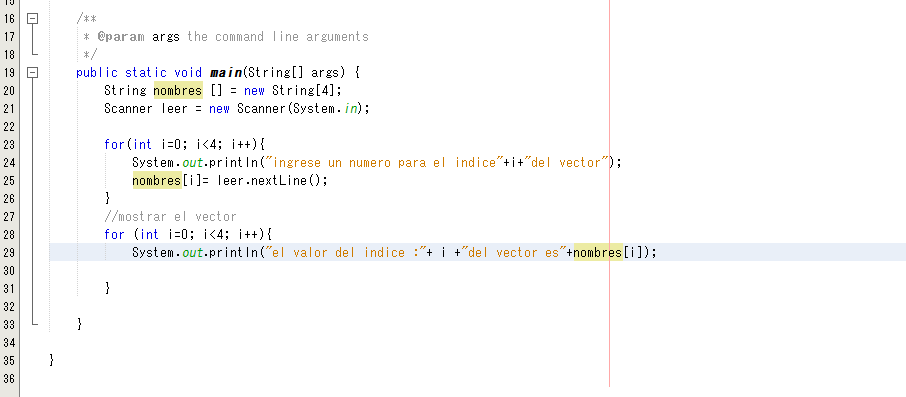 15
16 /**
17 * @param args the command line arguments
18 */
19 public static void main(String[] args) {
20 String nombres [] = new String[4];
21 Scanner leer = new Scanner(System.in);
22
23 for(int i=0; i<4; i++){
24 System.out.println("ingrese un numero para el indice"+i+"del vector");
25 nombres[i]= leer.nextLine();
26 }
27 //mostrar el vector
28 for (int i=0; i<4; i++){
29 System.out.println("el valor del indice :"+ i +"del vector es"+nombres[i]);
30
31 }
32
33 }
34
35 }
36